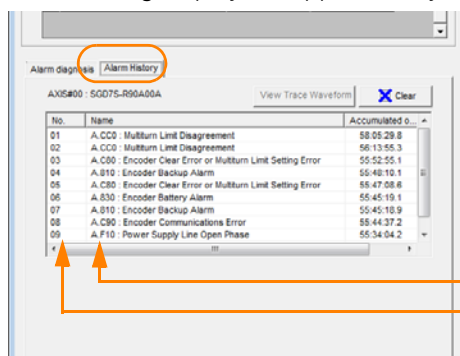 Alarm diagnosis Alarm History
AXIS#00 : SGD7S-R90A00A View Trace Waveform Clear
No. Name Accumulated o...
01 A.CC0 : Multiturn Limit Disagreement 58:05:29.8
02 A.CC0 : Multiturn Limit Disagreement 56:13:55.3
03 A.C80 : Encoder Clear Error or Multiturn Limit Setting Error 55:52:55.1
04 A.810 : Encoder Backup Alarm 55:48:10.1
05 A.C80 : Encoder Clear Error or Multiturn Limit Setting Error 55:47:08.6
06 A.830 : Encoder Battery Alarm 55:45:19.1
07 A.810 : Encoder Backup Alarm 55:45:18.9
08 A.C90 : Encoder Communications Error 55:44:37.2
09 A.F10 : Power Supply Line Open Phase 55:34:04.2